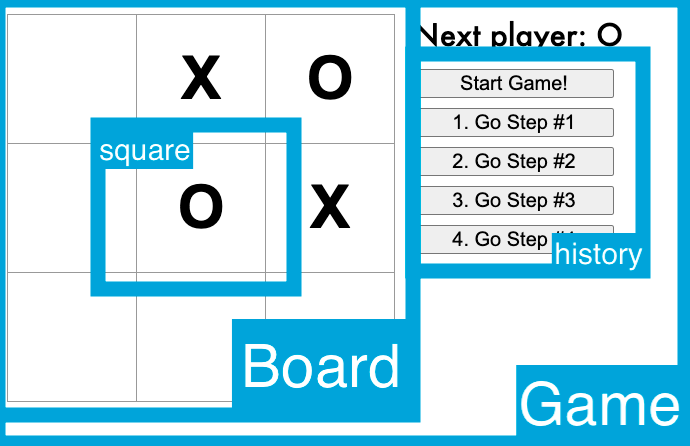 Next player: O
X O
Start Game!
1. Go Step #1
square
2. Go Step #2
O X
3. Go Step #3
4. Go Step
history
Board
Game